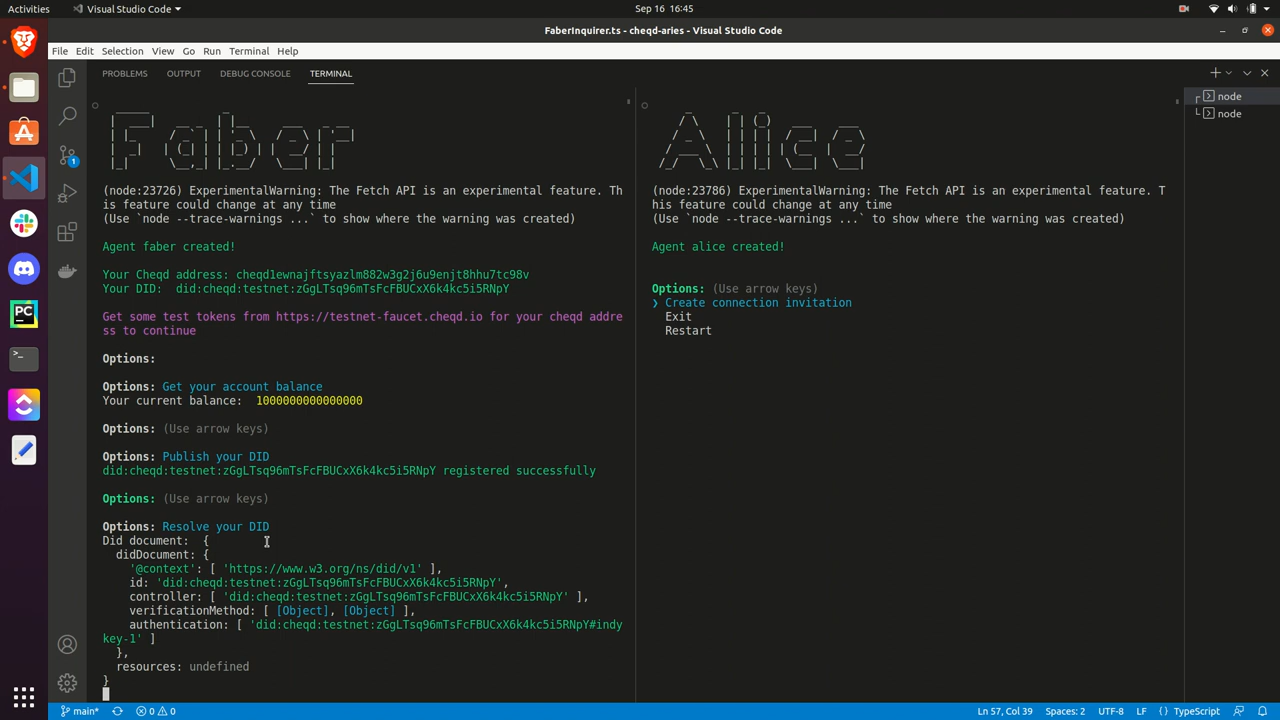 Activities
Visual Studio Code
Sep 16 16:45
FaberInquirer.ts - cheqd-aries - Visual Studio Code
File Edit Selection View Go Run Terminal Help
PROBLEMS OUTPUT DEBUG CONSOLE TERMINAL
Faber
(node:23726) ExperimentalWarning: The Fetch API is an experimental feature. Th
is feature could change at any time
(Use `node --trace-warnings ...` to show where the warning was created)
Agent faber created!
Your Cheqd address: cheqd1ewnajftsyazlm882w3g2j6u9enjt8hhu7tc98v
Your DID:  did:cheqd:testnet:zGgLTsq96mTsFcFBUCxX6k4kc5i5RNpY
Get some test tokens from https://testnet-faucet.cheqd.io for your cheqd addre
ss to continue
Options:
Options: Get your account balance
Your current balance:  1000000000000000
Options: (Use arrow keys)
Options: Publish your DID
did:cheqd:testnet:zGgLTsq96mTsFcFBUCxX6k4kc5i5RNpY registered successfully
Options: (Use arrow keys)
Options: Resolve your DID
Did document:  {
didDocument: {
'@context': [ 'https://www.w3.org/ns/did/v1' ],
id: 'did:cheqd:testnet:zGgLTsq96mTsFcFBUCxX6k4kc5i5RNpY',
controller: [ 'did:cheqd:testnet:zGgLTsq96mTsFcFBUCxX6k4kc5i5RNpY' ],
verificationMethod: [ [Object], [Object] ],
authentication: [ 'did:cheqd:testnet:zGgLTsq96mTsFcFBUCxX6k4kc5i5RNpY#indy
key-1' ]
},
resources: undefined
}
Alice
(node:23786) ExperimentalWarning: The Fetch API is an experimental feature. T
his feature could change at any time
(Use `node --trace-warnings ...` to show where the warning was created)
Agent alice created!
Options: (Use arrow keys)
❯ Create connection invitation
Exit
Restart
node
node
1
PC
main* 0 0
Ln 57, Col 39 Spaces: 2 UTF-8 LF {} TypeScript